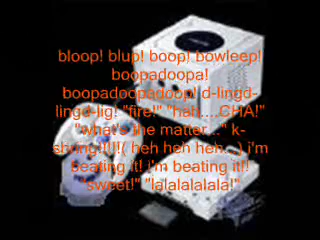 bloop! blup! boop! bowleep!
boopadoopa!
boopadoopadoop! d-lingd-
lingd-lig! "fire!" "hah....CHA!"
"what's the matter..." k-
shring!!!!!( heh heh heh...) i'm
beating it! i'm beating it!!
"sweet!" "lalalalalala!"